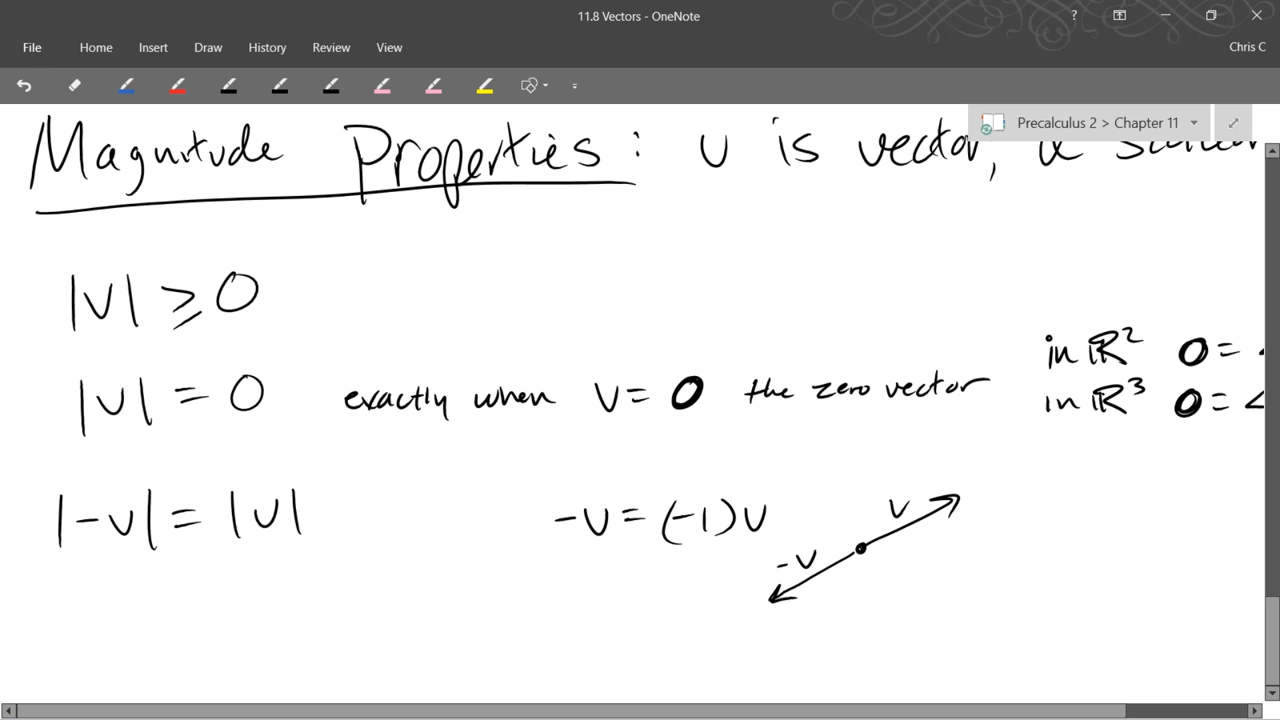 11.8 Vectors - OneNote
?
File Home Insert Draw History Review View
Chris C
Precalculus 2 > Chapter 11
Magnitude Properties: v is vector,
|v| ≥ 0
in ℝ² 0 =
|v| = 0 exactly when v = 0 the zero vector
in ℝ³ 0 = <
|-v| = |v| -v = (-1)v
v
-v